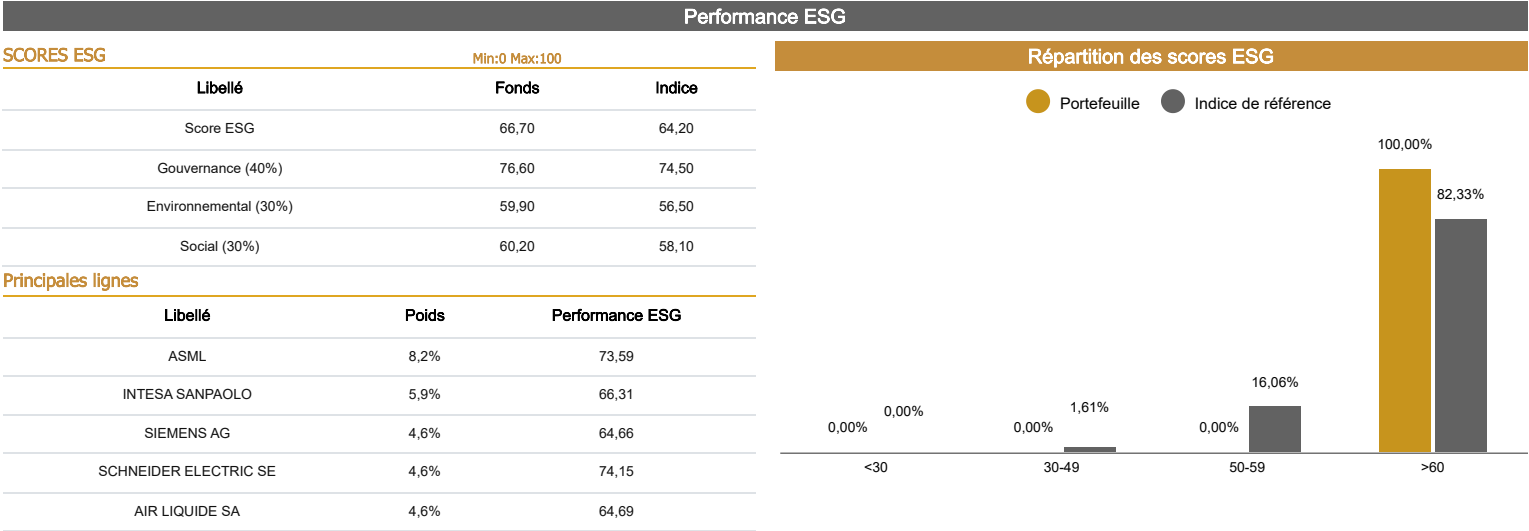 Performance ESG
SCORES ESG Min:0 Max:100
Libellé Fonds Indice
Score ESG 66,70 64,20
Gouvernance (40%) 76,60 74,50
Environnemental (30%) 59,90 56,50
Social (30%) 60,20 58,10
Principales lignes
Libellé Poids Performance ESG
ASML 8,2% 73,59
INTESA SANPAOLO 5,9% 66,31
SIEMENS AG 4,6% 64,66
SCHNEIDER ELECTRIC SE 4,6% 74,15
AIR LIQUIDE SA 4,6% 64,69
Répartition des scores ESG
Portefeuille Indice de référence
100,00%
82,33%
16,06%
1,61%
0,00%
0,00% 0,00% 0,00%
<30 30-49 50-59 >60